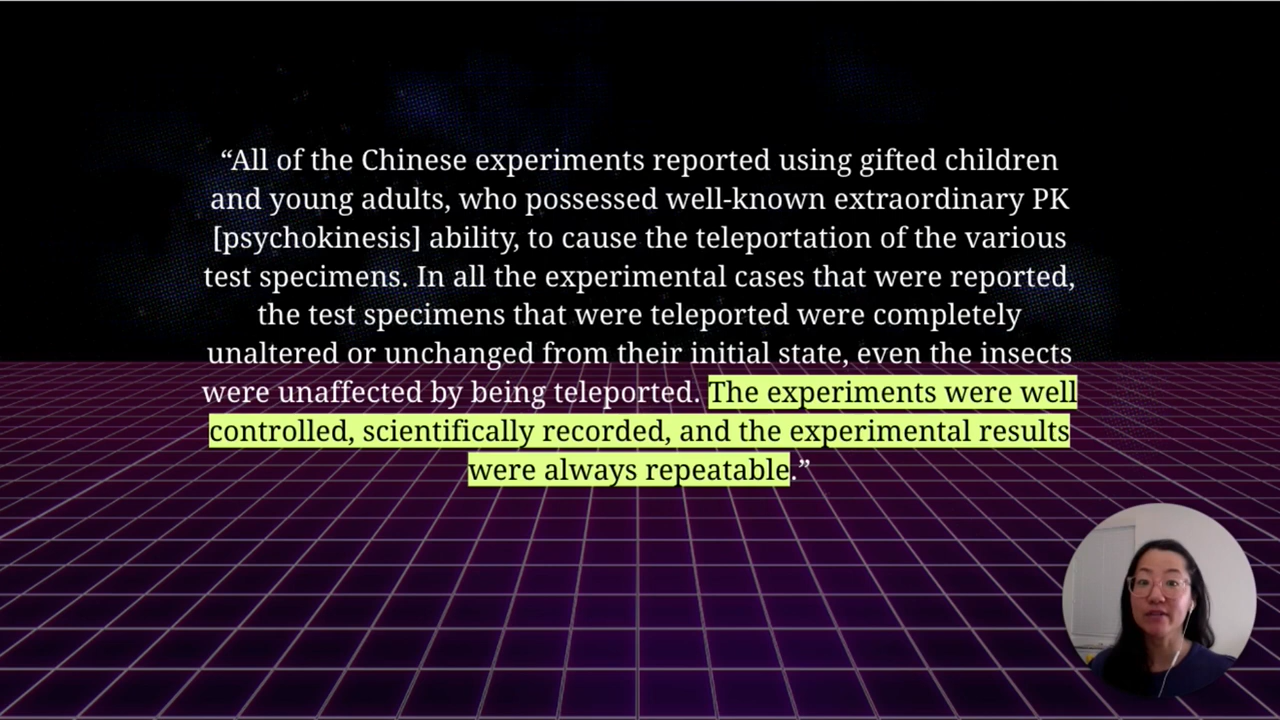 “All of the Chinese experiments reported using gifted children
and young adults, who possessed well-known extraordinary PK
[psychokinesis] ability, to cause the teleportation of the various
test specimens. In all the experimental cases that were reported,
the test specimens that were teleported were completely
unaltered or unchanged from their initial state, even the insects
were unaffected by being teleported. The experiments were well
controlled, scientifically recorded, and the experimental results
were always repeatable.”